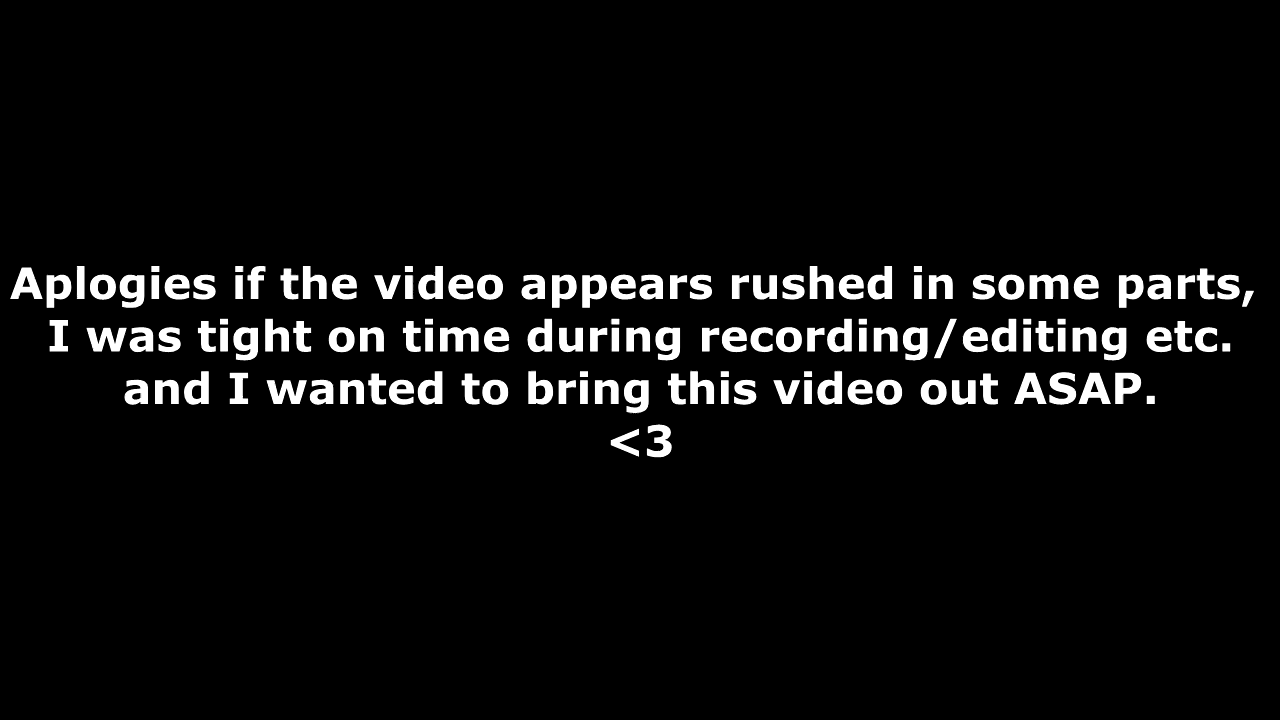 Aplogies if the video appears rushed in some parts,
I was tight on time during recording/editing etc.
and I wanted to bring this video out ASAP.
<3